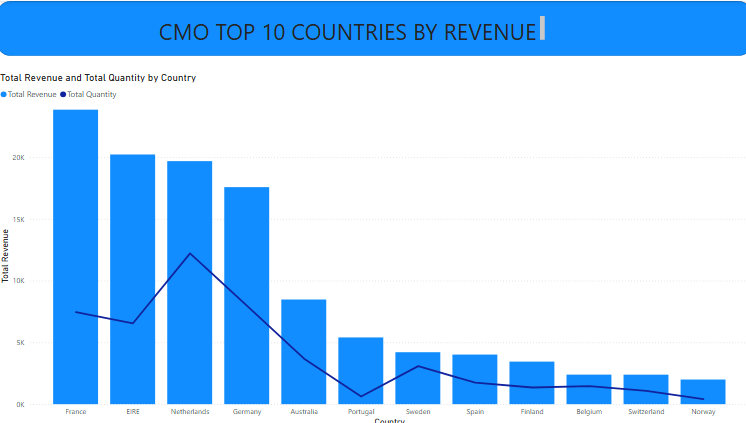 CMO TOP 10 COUNTRIES BY REVENUE
Total Revenue and Total Quantity by Country
Total Revenue Total Quantity
20K
15K
10K
5K
0K
Total Revenue
France EIRE Netherlands Germany Australia Portugal Sweden Spain Finland Belgium Switzerland Norway
Country